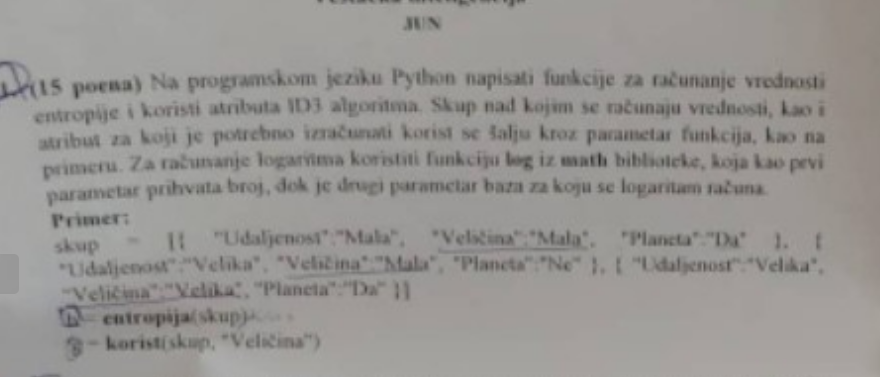 JUN
(15 poena) Na programskom jeziku Python napisati funkcije za računanje vrednosti
entropije i koristi atributa ID3 algoritma. Skup nad kojim se računaju vrednosti, kao i
atribut za koji je potrebno izračunati korist se šalju kroz parametar funkcija, kao na
primeru. Za računanje logaritma koristiti funkciju log iz math biblioteke, koja kao prvi
parametar prihvata broj, dok je drugi parametar baza za koju se logaritam računa.
Primer:
skup = [{ "Udaljenost":"Mala", "Veličina":"Mala", "Planeta":"Da" }, {
"Udaljenost":"Velika", "Veličina":"Mala", "Planeta":"Ne" }, { "Udaljenost":"Velika",
"Veličina":"Velika", "Planeta":"Da" }]
= entropija(skup)
= korist(skup, "Veličina")